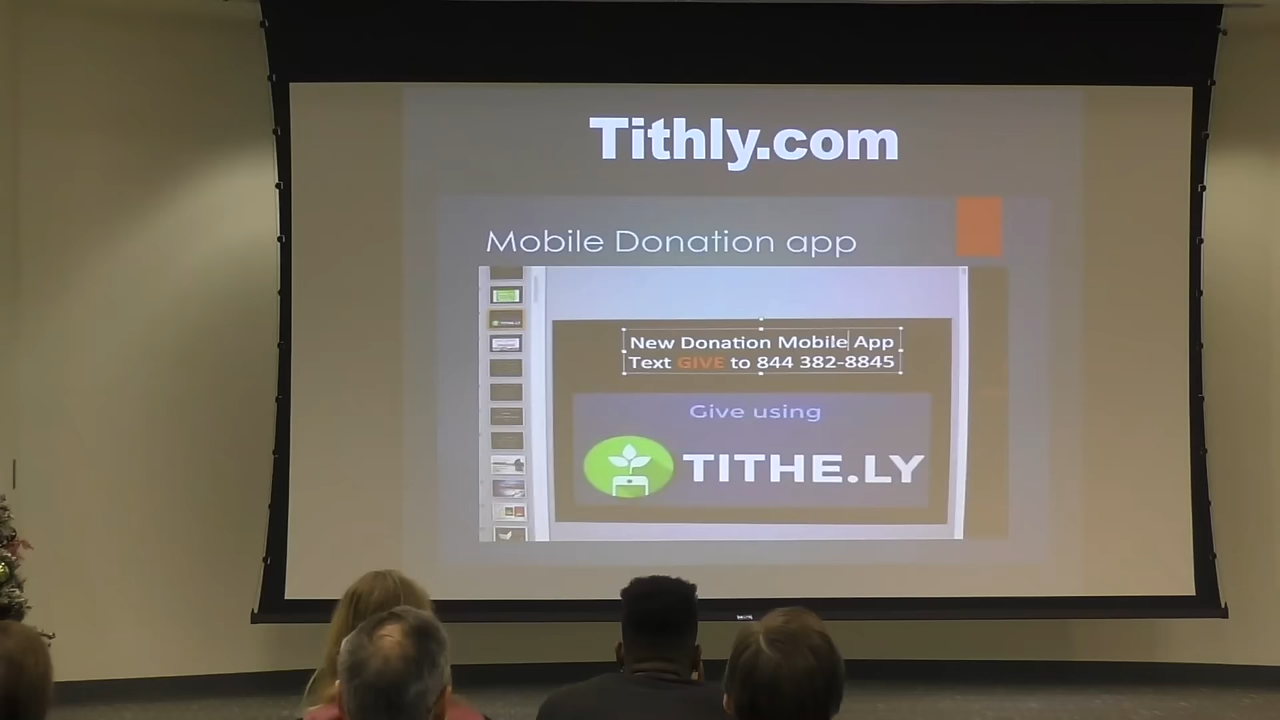 Tithly.com
Mobile Donation app
New Donation Mobile App
Text GIVE to 844 382-8845
Give using
TITHE.LY